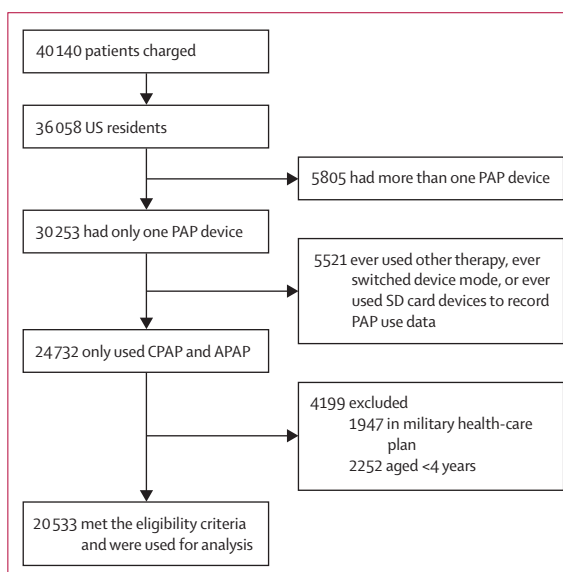 40 140 patients charged
36 058 US residents
5805 had more than one PAP device
30 253 had only one PAP device
5521 ever used other therapy, ever
switched device mode, or ever
used SD card devices to record
PAP use data
24 732 only used CPAP and APAP
4199 excluded
1947 in military health-care
plan
2252 aged <4 years
20 533 met the eligibility criteria
and were used for analysis